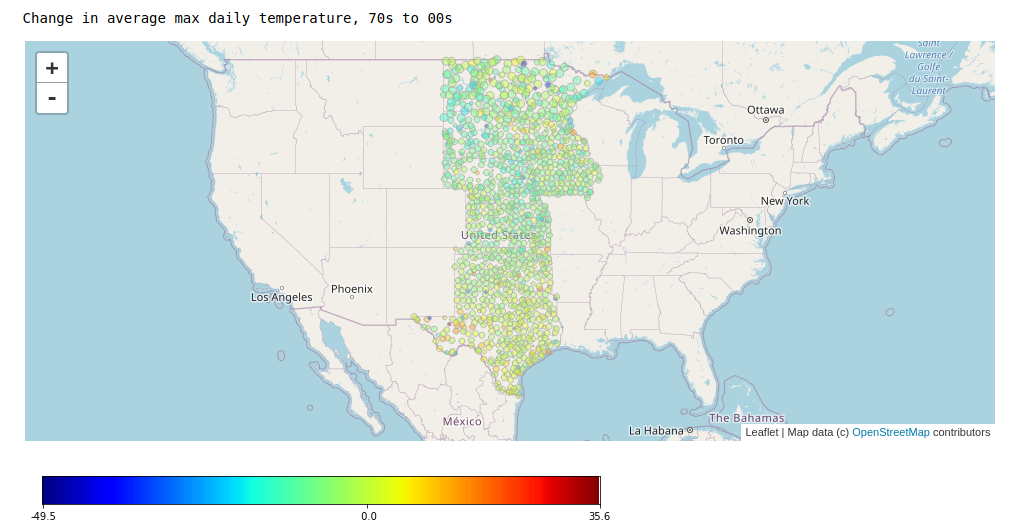 Change in average max daily temperature, 70s to 00s
+
-
Saint
Lawrence /
Golfe
du Saint-
Laurent
Ottawa
Toronto
New York
Washington
United States
Los Angeles
Phoenix
México
The Bahamas
La Habana
Leaflet | Map data (c) OpenStreetMap contributors
-49.5
0.0
35.6